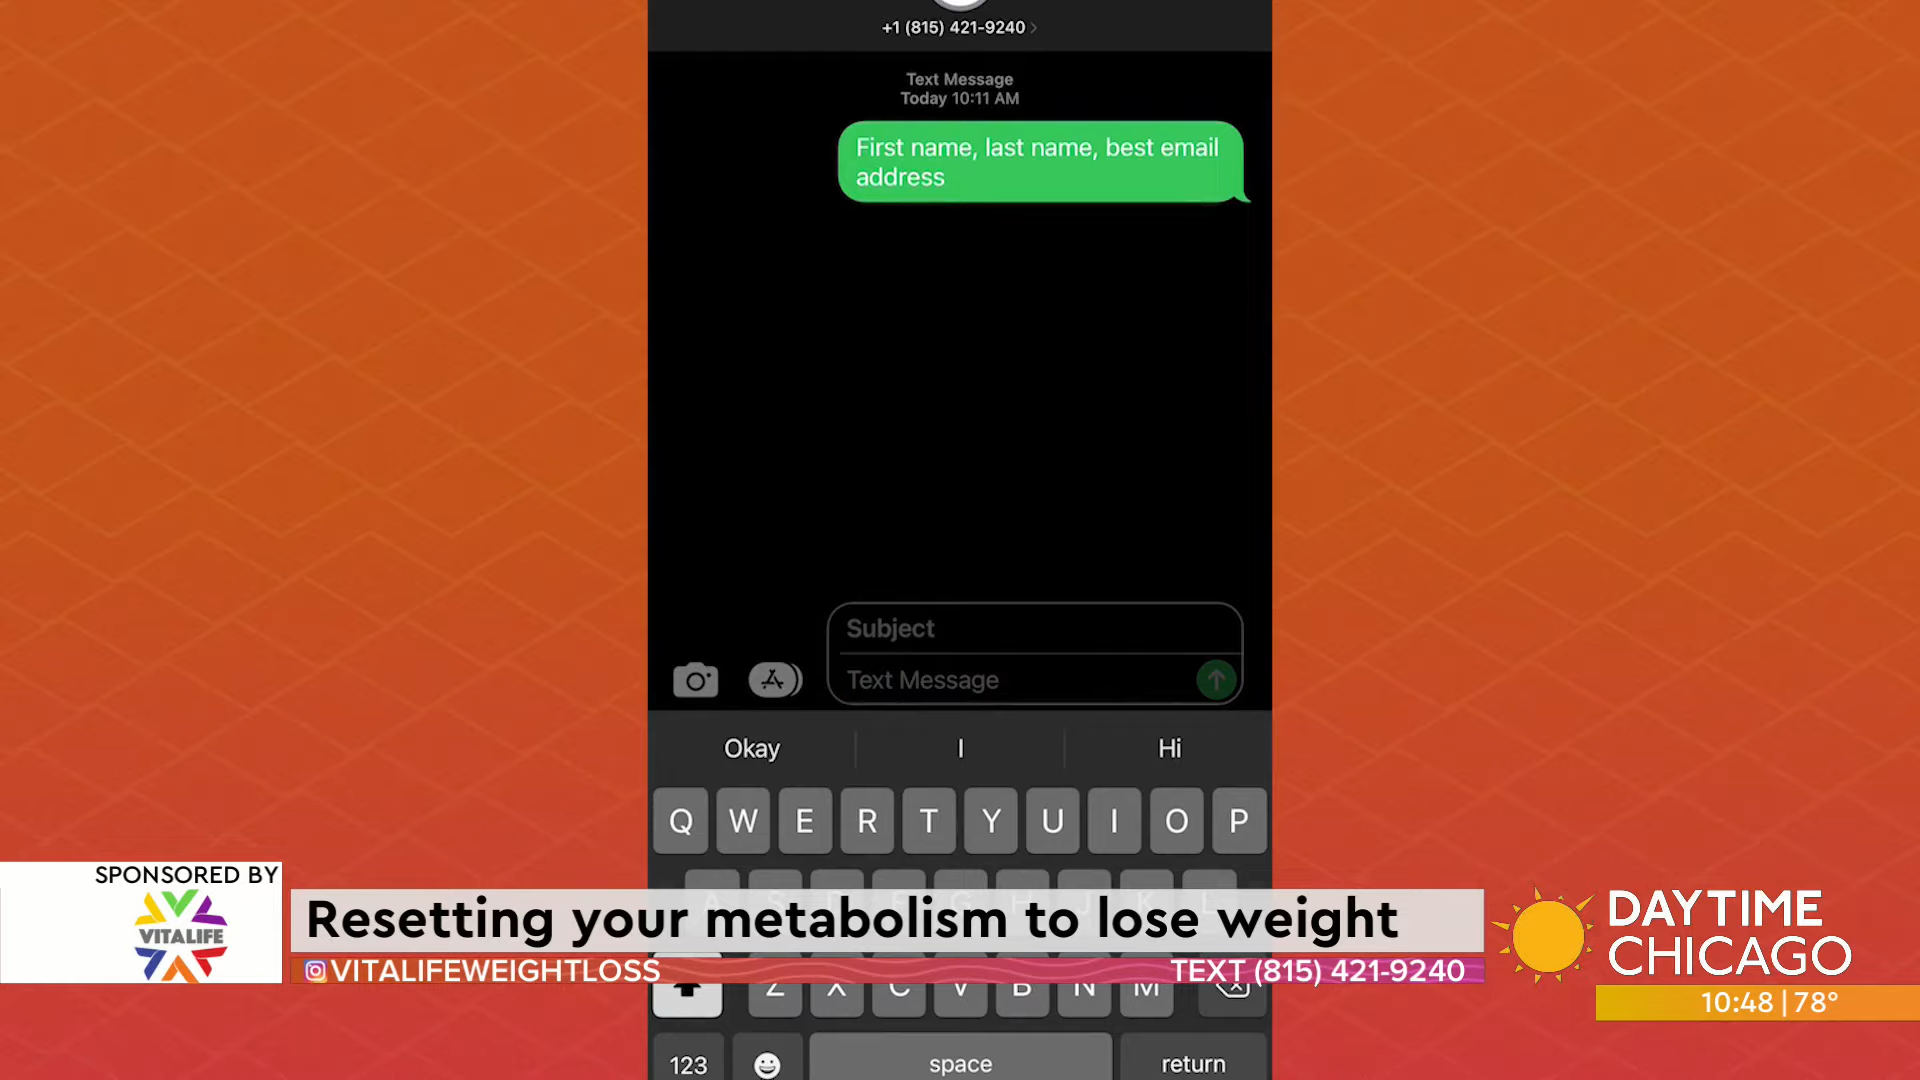 +1 (815) 421-9240
Text Message
Today 10:11 AM
First name, last name, best email
address
Subject
Text Message
Okay
I
Hi
Q W E R T Y U I O P
A S D F G H J K L
SPONSORED BY
VITALIFE
Resetting your metabolism to lose weight
VITALIFEWEIGHTLOSS
TEXT (815) 421-9240
DAYTIME
CHICAGO
10:48 | 78°
Z X C V B N M
123
space
return